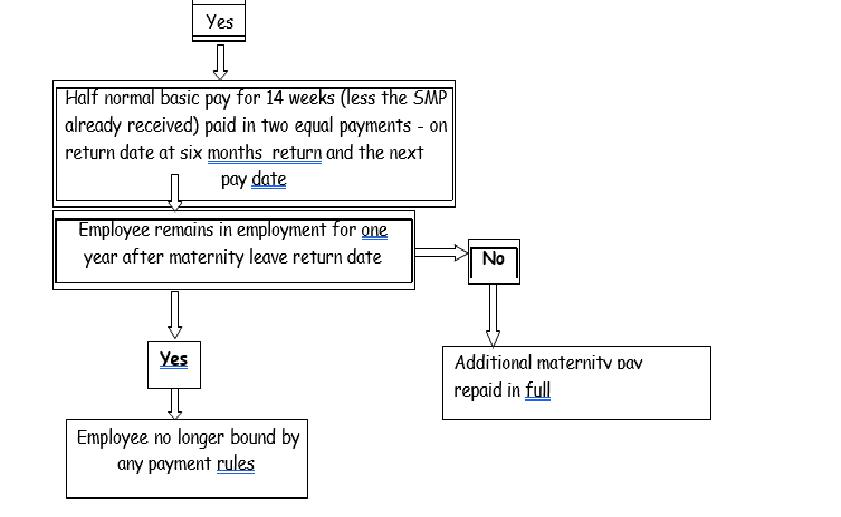 Yes
Half normal basic pay for 14 weeks (less the SMP
already received) paid in two equal payments - on
return date at six months return and the next
pay date
Employee remains in employment for one
year after maternity leave return date
No
Yes
Additional maternity pay
repaid in full
Employee no longer bound by
any payment rules